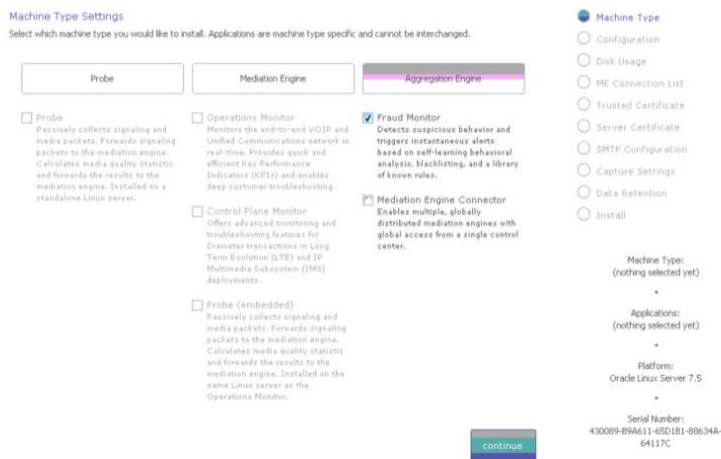 Machine Type Settings
Select which machine type you would like to install. Applications are machine type specific and cannot be interchanged.
Probe
Mediation Engine
Aggregation Engine
Probe
Passively collects signaling and
media packets. Forwards signaling
packets to the mediation engine.
Calculates media quality statistic
and forwards the results to the
mediation engine. Installed on a
standalone Linux server.
Operations Monitor
Monitors the end-to-end VOIP and
Unified Communications network in
real-time. Provides quick and
efficient Key Performance
Indicators (KPIs) and enables
deep customer troubleshooting.
Control Plane Monitor
Offers advanced monitoring and
troubleshooting features for
Diameter transactions in Long
Term Evolution (LTE) and IP
Multimedia Subsystem (IMS)
deployments.
Probe (embedded)
Passively collects signaling and
media packets. Forwards signaling
packets to the mediation engine.
Calculates media quality statistic
and forwards the results to the
mediation engine. Installed on the
same Linux server as the
Operations Monitor.
Fraud Monitor
Detects suspicious behavior and
triggers instantaneous alerts
based on self-learning behavioral
analysis, blacklisting, and a library
of known rules.
Mediation Engine Connector
Enables multiple, globally
distributed mediation engines with
global access from a single control
center.
continue
Machine Type
Configuration
Disk Usage
ME Connection List
Trusted Certificate
Server Certificate
SMTP Configuration
Capture Settings
Data Retention
Install
Machine Type:
(nothing selected yet)
Applications:
(nothing selected yet)
Platform:
Oracle Linux Server 7.5
Serial Number:
430089-B9A611-65D1B1-88634A-
64117C